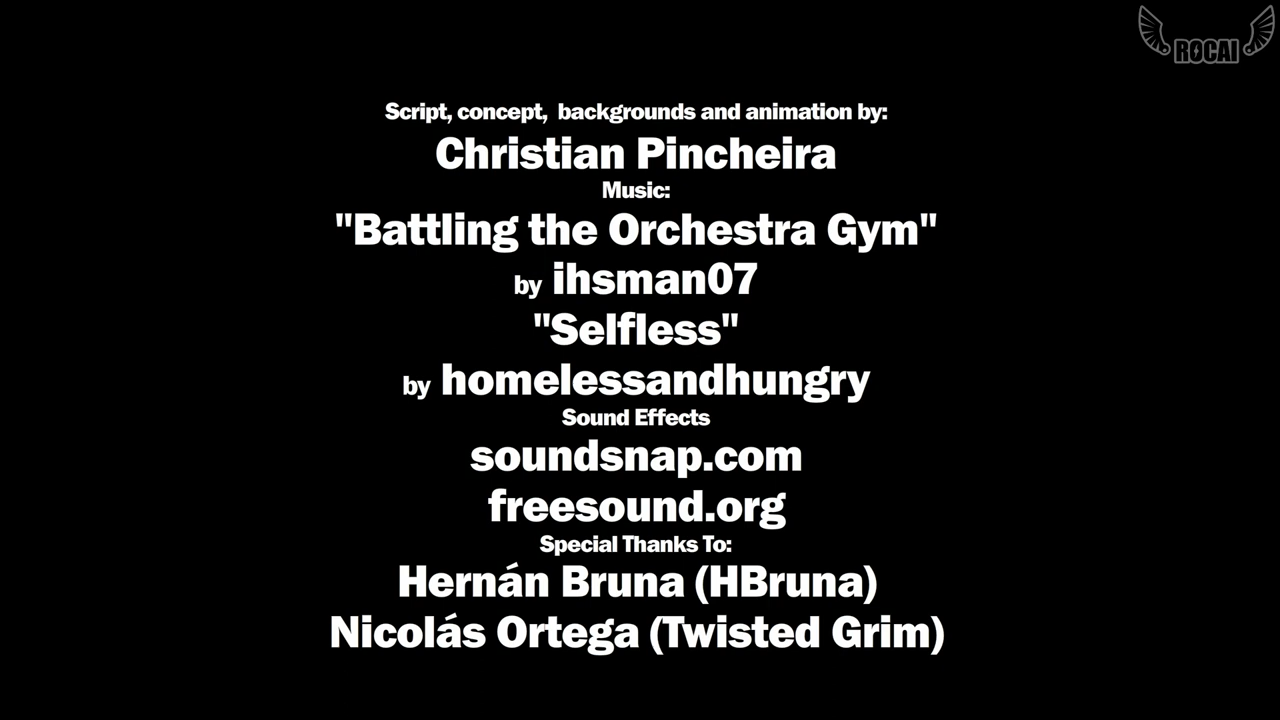 ROCAI
Script, concept, backgrounds and animation by:
Christian Pincheira
Music:
"Battling the Orchestra Gym"
by ihsman07
"Selfless"
by homelessandhungry
Sound Effects
soundsnap.com
freesound.org
Special Thanks To:
Hernán Bruna (HBruna)
Nicolás Ortega (Twisted Grim)